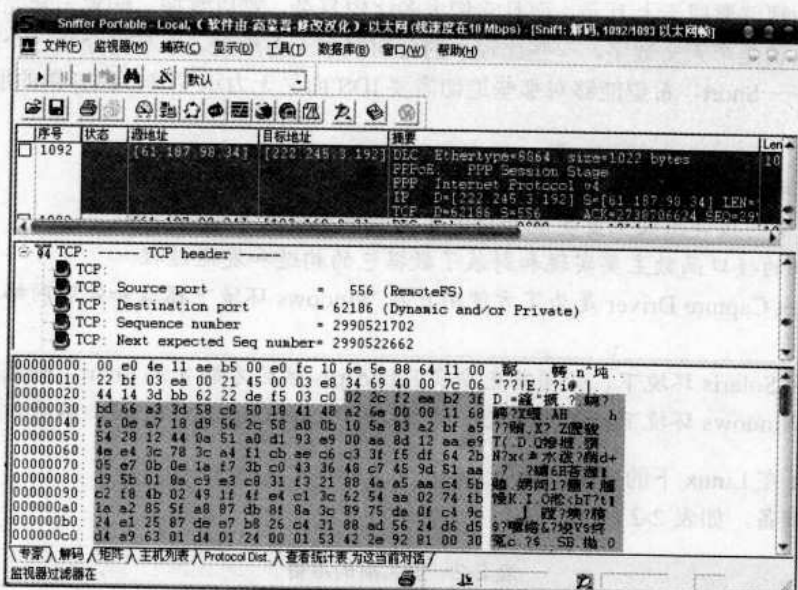 Sniffer Portable - Local, ( 软件由-高鉴吾-修改汉化 ) -以太网 (线速度在10 Mbps) - [Snif1: 解码, 1092/1093 以太网帧]
文件(F) 监视器(M) 捕获(C) 显示(D) 工具(T) 数据库(B) 窗口(W) 帮助(H)
默认
序号 状态 源地址 目标地址 摘要 Len
1092 [61.187.98.34] [222.245.3.192] DLC Ethertype=8864 size=1022 bytes 10
PPPoE: PPP Session Stage
PPP Internet Protocol v4
IP D=[222.245.3.192] S=[61.187.98.34] LEN=
TCP D=62186 S=556 ACK=2738706624 SEQ=29
TCP: TCP header
TCP:
TCP: Source port = 556 (RemoteFS)
TCP: Destination port = 62186 (Dynamic and/or Private)
TCP: Sequence number = 2990521702
TCP: Next expected Seq number= 2990522662
00000000: 00 e0 4e 11 ae b5 00 e0 fc 10 6e 5e 88 64 11 00
00000010: 22 bf 03 ea 00 21 45 00 03 e8 34 69 40 00 7c 06
00000020: 44 14 3d bb 62 22 de f5 03 c0 02 2c f2 ea b2 3f
00000030: bd 66 a3 3d 58 c0 50 18 41 48 a2 6e 00 00 11 68
00000040: fa 0e a7 18 d9 56 2c 58 a0 0b 10 5a 83 a2 bf a5
00000050: 54 28 12 44 0a 51 a0 d1 93 e9 00 aa 8d 12 aa e9
00000060: 4e e4 3c 78 3c a4 f1 cb ae c6 c3 3f f5 df 64 2b
00000070: 05 e7 0b 0e 1a f7 3b c0 43 36 48 c7 45 9d 51 aa
00000080: d9 5b 01 8a c9 e3 c8 31 f3 21 88 4a a5 aa c4 5b
00000090: c2 f8 4b 02 49 1f 4f e4 c1 3c 62 54 aa 02 74 fb
000000a0: 1a a2 85 5f a8 87 db 8f 8a 3c 89 75 da 0f c4 9c
000000b0: 24 e1 25 87 de e7 b8 26 c4 31 88 ad 56 24 d6 d5
000000c0: d4 a9 63 01 d4 01 24 00 01 53 42 2e 92 81 00 30
专家 解码 矩阵 主机列表 Protocol Dist. 查看统计表 为这当前对话
监视器过滤器在